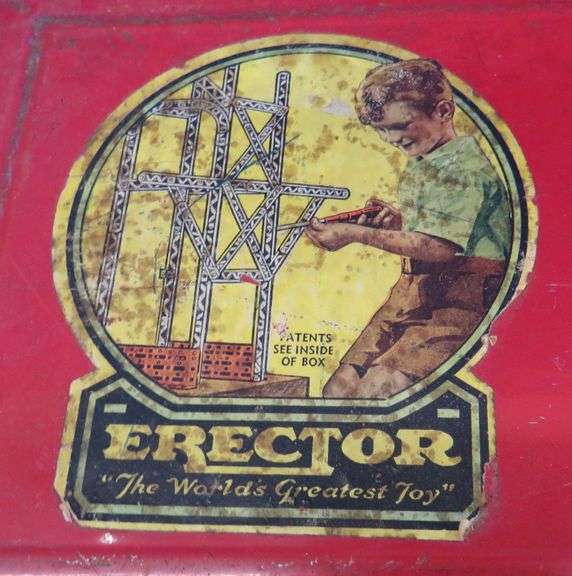 PATENTS
SEE INSIDE
OF BOX
ERECTOR
"The World's Greatest Toy"